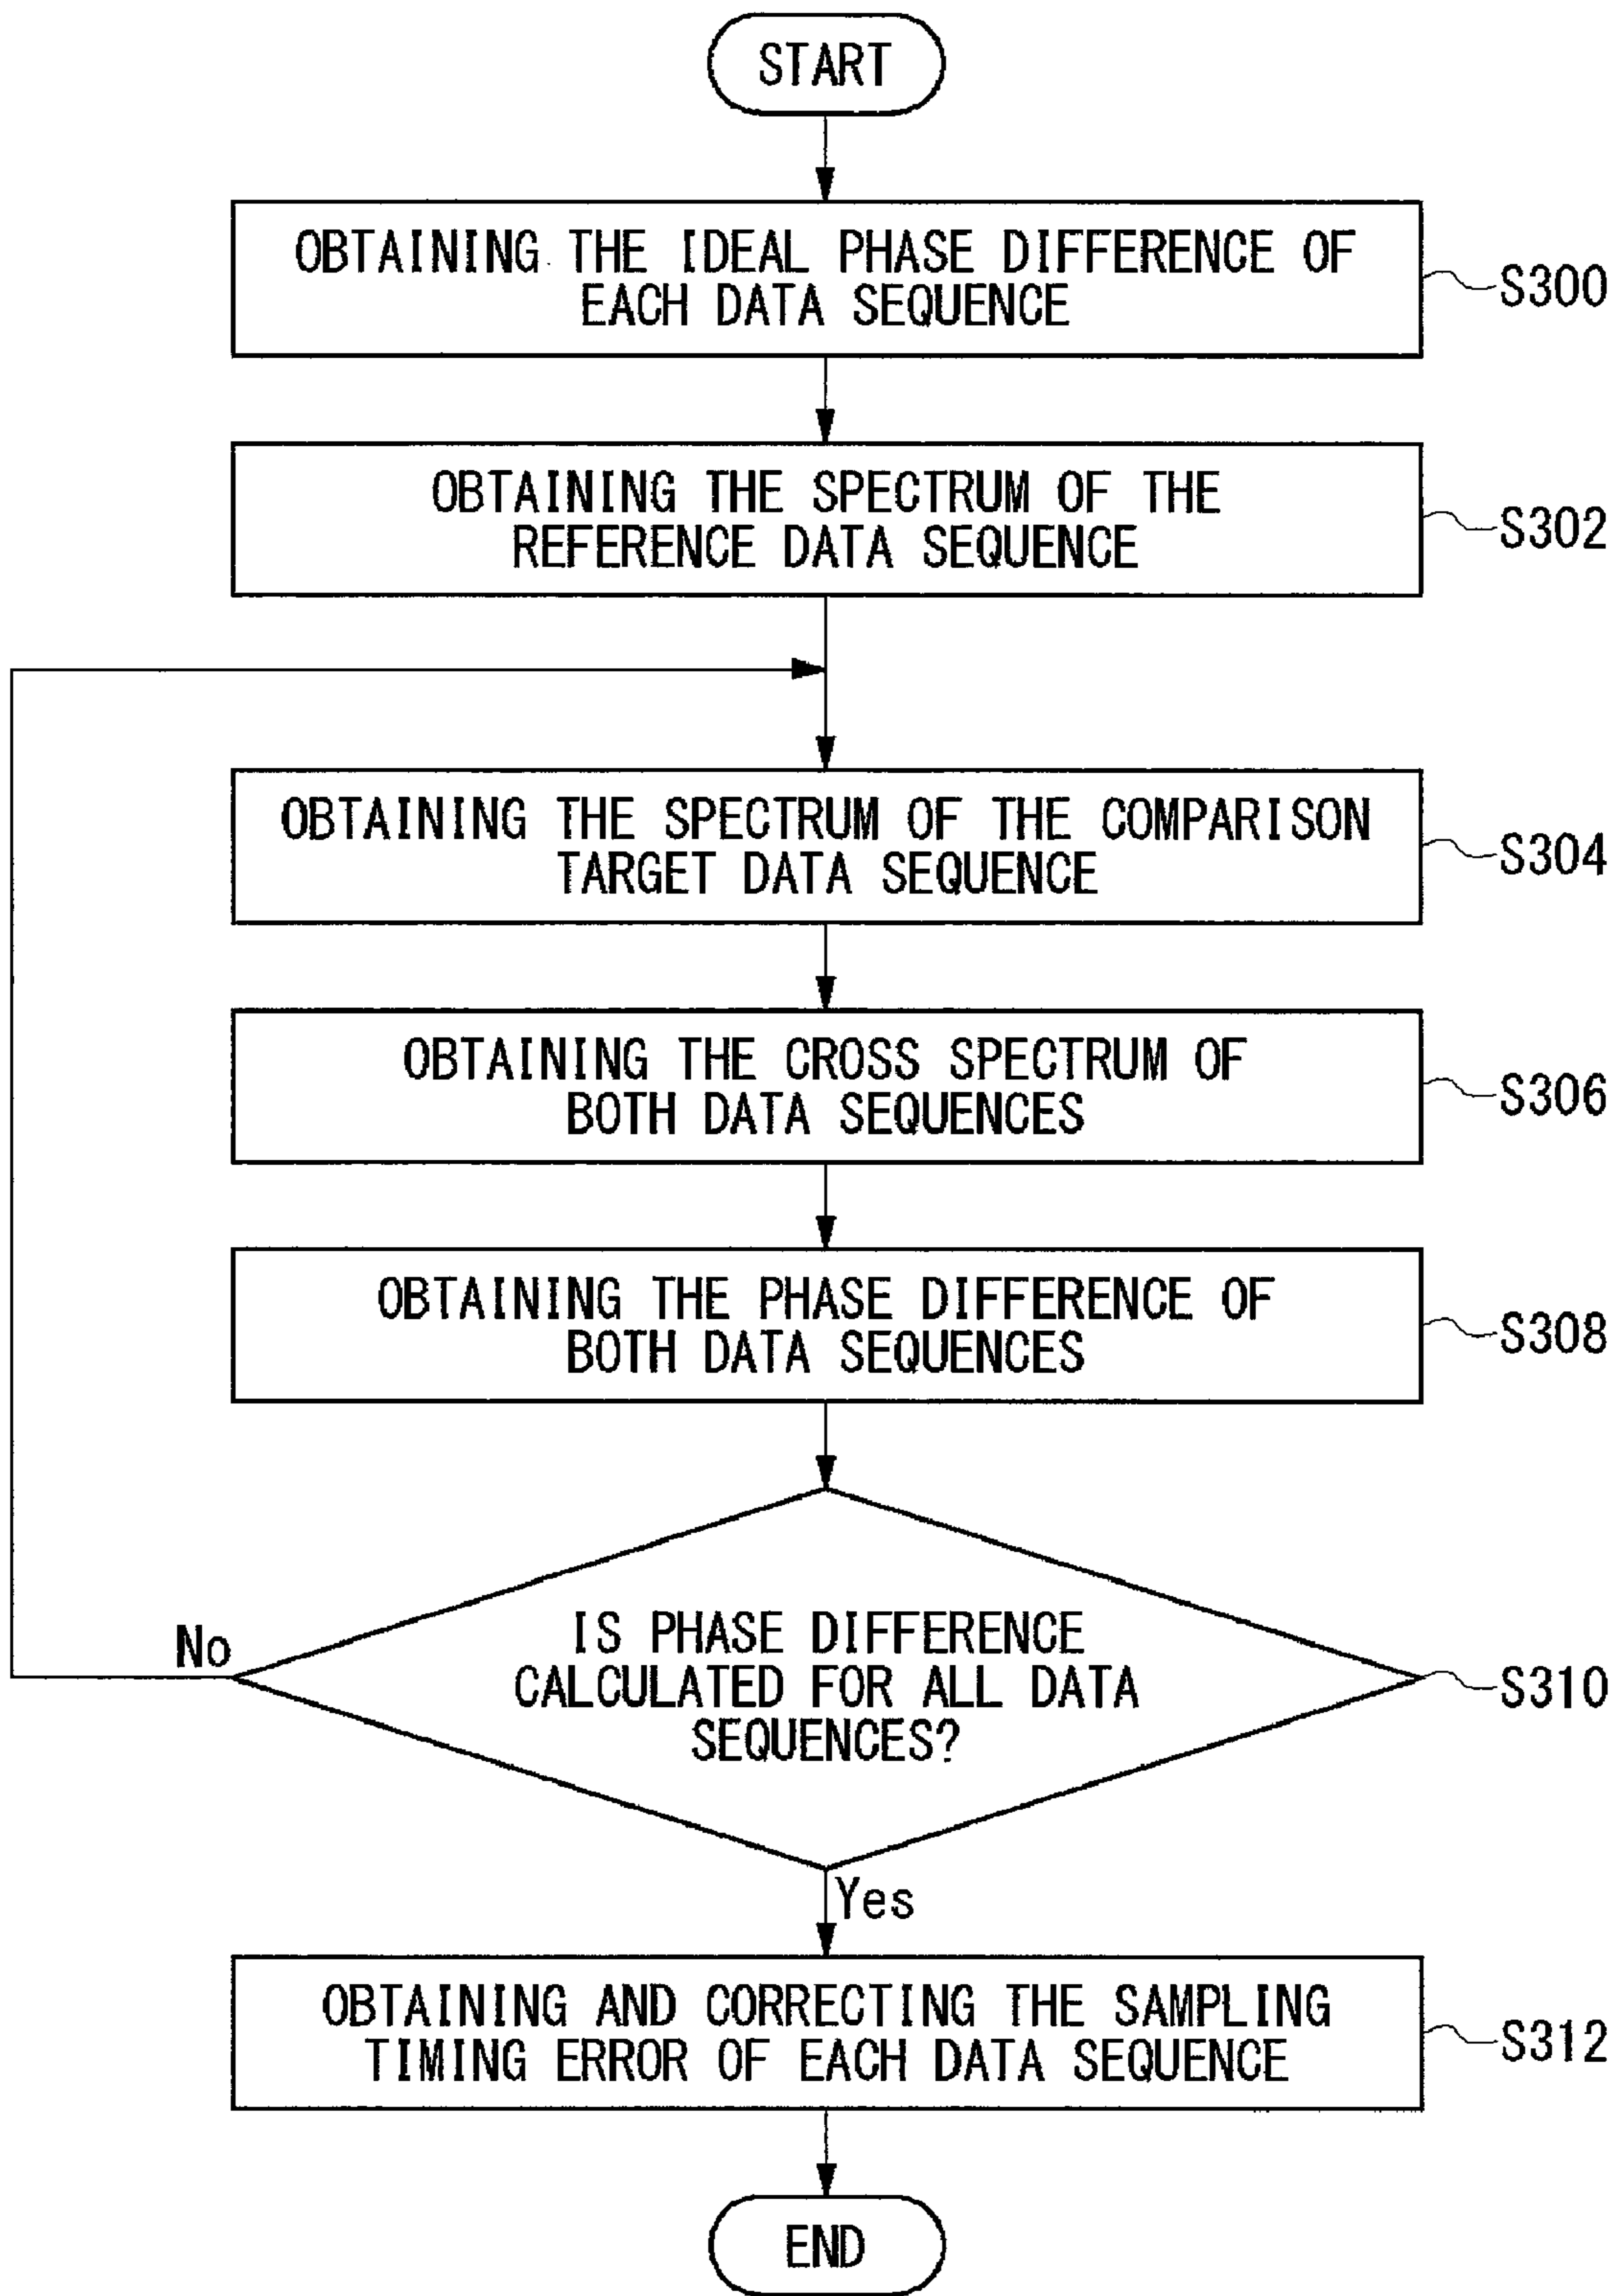 START
OBTAINING THE IDEAL PHASE DIFFERENCE OF
EACH DATA SEQUENCE
S300
OBTAINING THE SPECTRUM OF THE
REFERENCE DATA SEQUENCE
S302
OBTAINING THE SPECTRUM OF THE COMPARISON
TARGET DATA SEQUENCE
S304
OBTAINING THE CROSS SPECTRUM OF
BOTH DATA SEQUENCES
S306
OBTAINING THE PHASE DIFFERENCE OF
BOTH DATA SEQUENCES
S308
No
IS PHASE DIFFERENCE
CALCULATED FOR ALL DATA
SEQUENCES?
S310
Yes
OBTAINING AND CORRECTING THE SAMPLING
TIMING ERROR OF EACH DATA SEQUENCE
S312
END